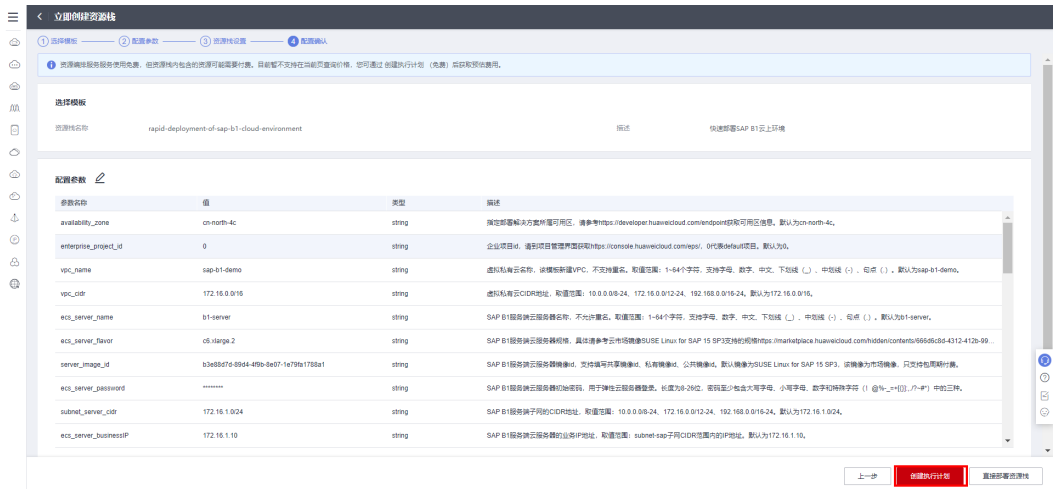 立即创建资源栈
1 选择模板 2 配置参数 3 资源栈设置 4 配置确认
资源编排服务服务使用免费，但资源栈内包含的资源可能需要付费。目前暂不支持在当前页查询价格，您可通过 创建执行计划 （免费）后获取预估费用。
选择模板
资源栈名称 rapid-deployment-of-sap-b1-cloud-environment 描述 快速部署SAP B1云上环境
配置参数
参数名称 值 类型 描述
availability_zone cn-north-4c string 指定部署解决方案所属可用区，请参考https://developer.huaweicloud.com/endpoint获取可用区信息。默认为cn-north-4c。
enterprise_project_id 0 string 企业项目id，请到项目管理界面获取https://console.huaweicloud.com/eps/，0代表default项目。默认为0。
vpc_name sap-b1-demo string 虚拟私有云名称，该模板新建VPC，不支持重名。取值范围：1~64个字符，支持字母、数字、中文、下划线（_）、中划线（-）、句点（.）。默认为sap-b1-demo。
vpc_cidr 172.16.0.0/16 string 虚拟私有云CIDR地址，取值范围：10.0.0.0/8-24，172.16.0.0/12-24，192.168.0.0/16-24。默认为172.16.0.0/16。
ecs_server_name b1-server string SAP B1服务端云服务器名称，不允许重名。取值范围：1~64个字符，支持字母、数字、中文、下划线（_）、中划线（-）、句点（.）。默认为b1-server。
ecs_server_flavor c6.xlarge.2 string SAP B1服务端云服务器规格，具体请参考云市场镜像SUSE Linux for SAP 15 SP3支持的规格https://marketplace.huaweicloud.com/hidden/contents/666d6c8d-4312-412b-99...
server_image_id b3e88d7d-89d4-4f9b-8e07-1e79fa1788a1 string SAP B1服务端云服务器镜像id，支持填写共享镜像id、私有镜像id、公共镜像id。默认镜像为SUSE Linux for SAP 15 SP3，该镜像为市场镜像，只支持包周期付费。
ecs_server_password ******** string SAP B1服务端云服务器初始密码，用于弹性云服务器登录。长度为8-26位，密码至少包含大写字母、小写字母、数字和特殊字符（!@%-_=+[{}]:,./?~#*）中的三种。
subnet_server_cidr 172.16.1.0/24 string SAP B1服务端子网的CIDR地址，取值范围：10.0.0.0/8-24，172.16.0.0/12-24，192.168.0.0/16-24。默认为172.16.1.0/24。
ecs_server_businessIP 172.16.1.10 string SAP B1服务端云服务器的业务IP地址，取值范围：subnet-sap子网CIDR范围内的IP地址。默认为172.16.1.10。
上一步 创建执行计划 直接部署资源栈